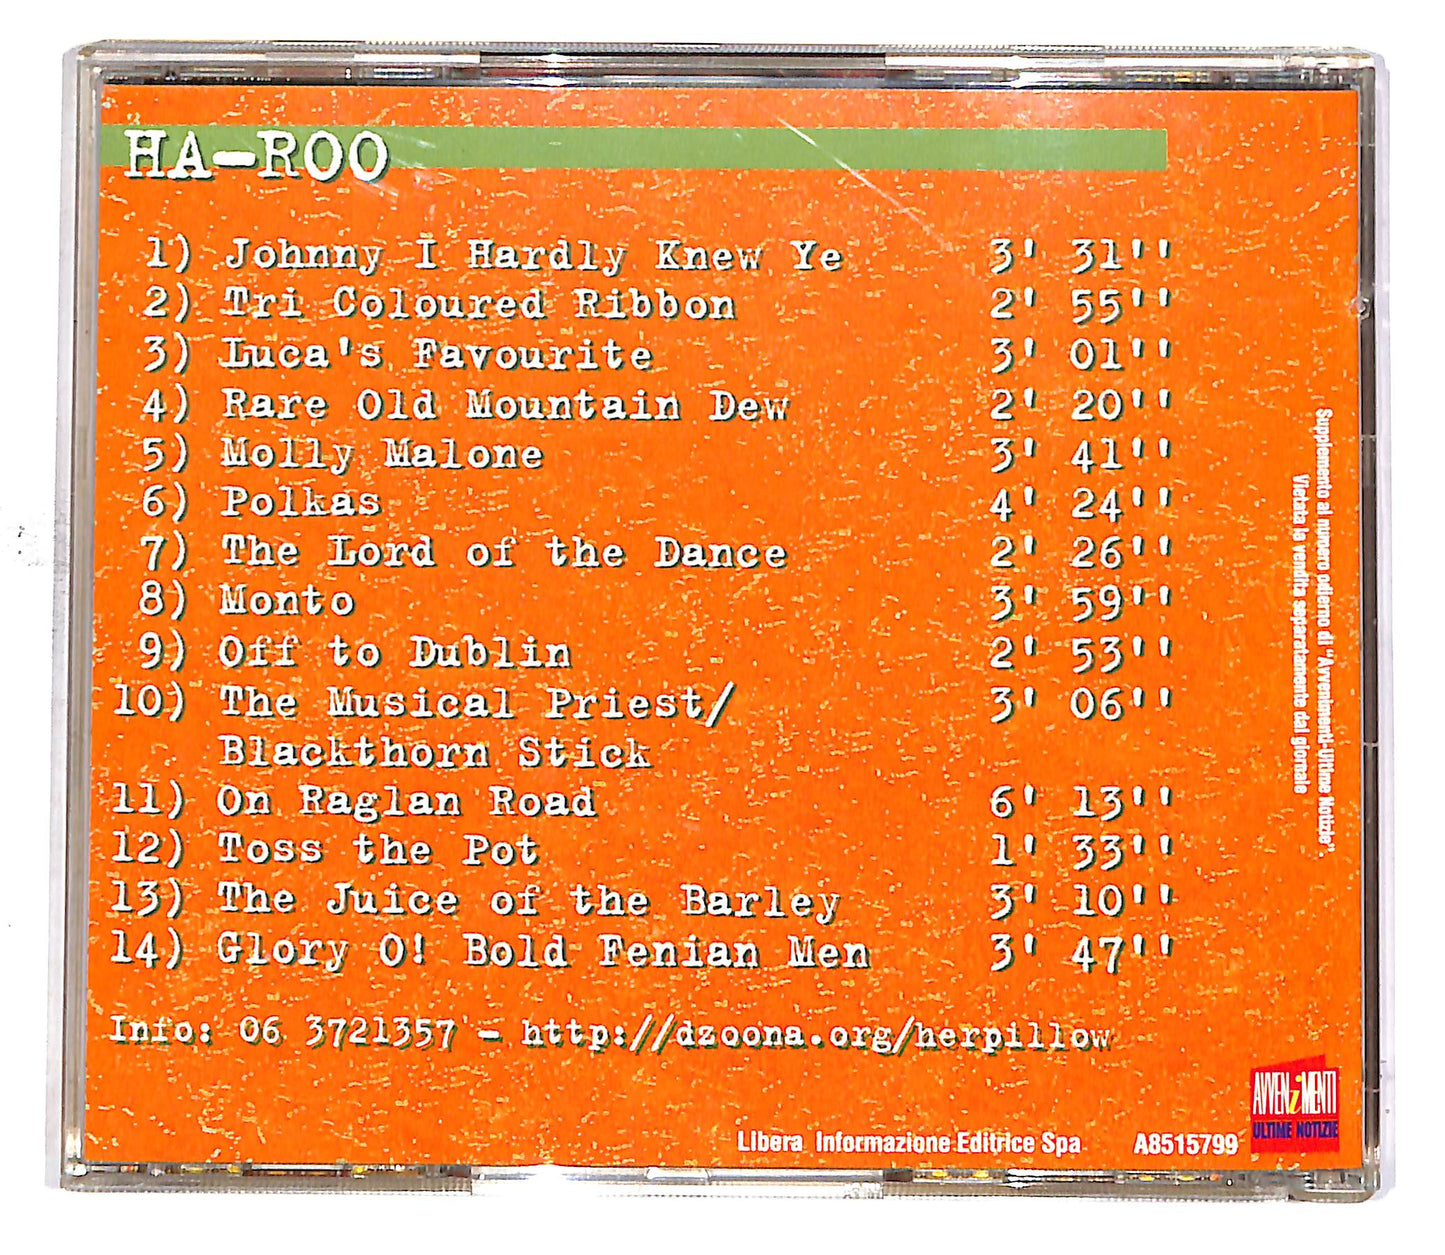 HA-ROO
1) Johnny I Hardly Knew Ye 3' 31''
2) Tri Coloured Ribbon 2' 55''
3) Luca's Favourite 3' 01''
4) Rare Old Mountain Dew 2' 20''
5) Molly Malone 3' 41''
6) Polkas 4' 24''
7) The Lord of the Dance 2' 26''
8) Monto 3' 59''
9) Off to Dublin 2' 53''
10) The Musical Priest/ 3' 06''
Blackthorn Stick
11) On Raglan Road 6' 13''
12) Toss the Pot 1' 33''
13) The Juice of the Barley 3' 10''
14) Glory O! Bold Fenian Men 3' 47''
Info: 06 3721357 - http://dzoona.org/herpillow
Supplemento al numero odierno di "Avvenimenti-Ultime Notizie".
Vietata la vendita separatamente dal giornale
Libera Informazione Editrice Spa A8515799
AVVENiMENTI
ULTIME NOTIZIE